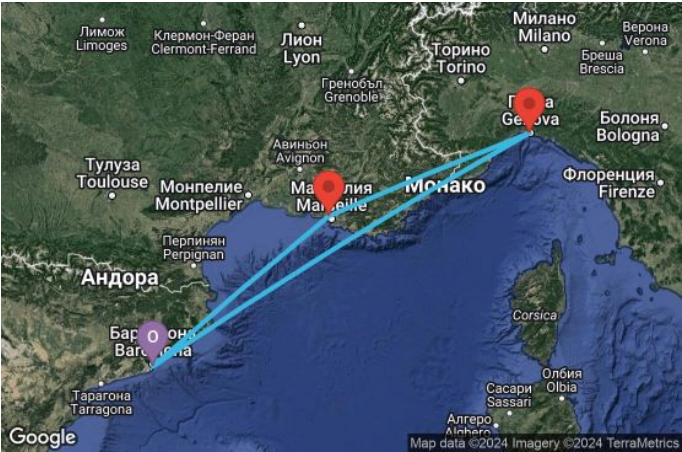 Лимож
Limoges
Клермон-Феран
Clermont-Ferrand
Лион
Lyon
Милано
Milano
Верона
Verona
Бреша
Brescia
Торино
Torino
Гренобъл
Grenoble
Болоня
Bologna
Авиньон
Avignon
Тулуза
Toulouse
Монпелие
Montpellier
Монако
Флоренция
Firenze
Перпинян
Perpignan
Андора
Corsica
O
Тарагона
Tarragona
Олбия
Olbia
Сасари
Sassari
Алгеро
Alghero
Google
Map data ©2024 Imagery ©2024 TerraMetrics